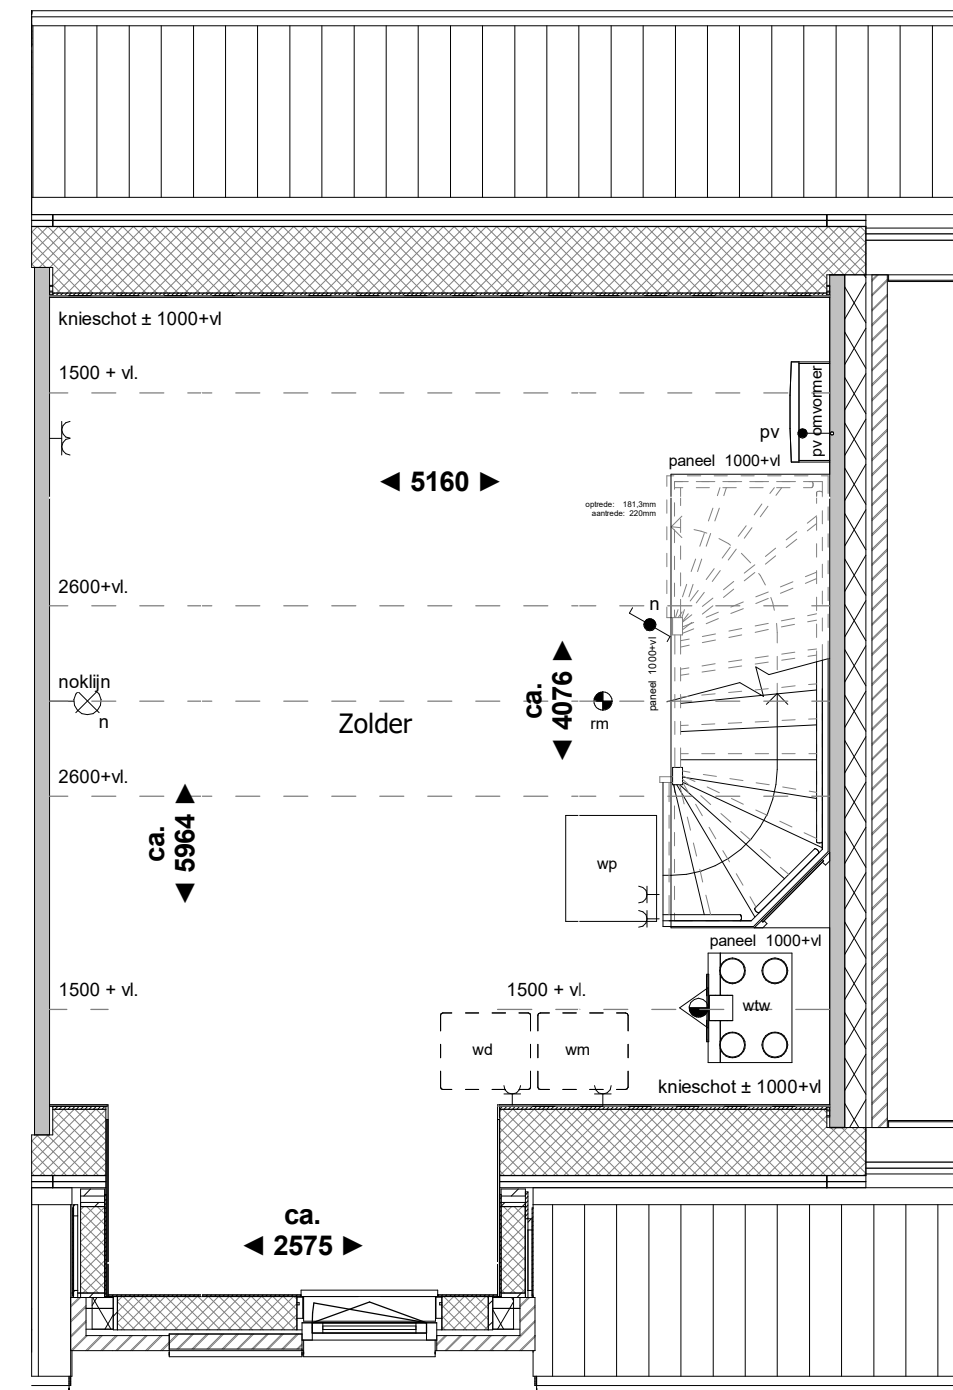 knieschot ± 1000+vl
1500 + vl.
pv omvormer
pv
paneel 1000+vl
◄ 5160 ►
optrede: 181,3mm
aantrede: 220mm
2600+vl.
n
paneel 1000+vl
noklijn
n
Zolder
ca.
◄ 4076 ►
rm
2600+vl.
ca.
◄ 5964 ►
wp
paneel 1000+vl
1500 + vl.
1500 + vl.
wtw
wd
wm
knieschot ± 1000+vl
ca.
◄ 2575 ►